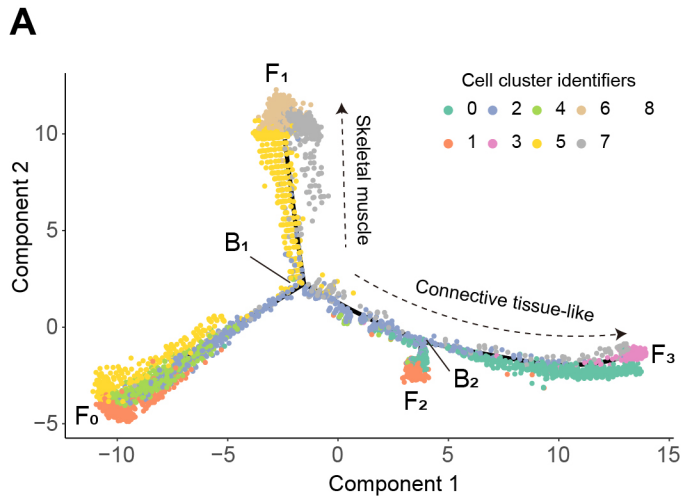 A
F₁
Cell cluster identifiers
0 2 4 6 8
1 3 5 7
Skeletal muscle
10
5
0
−5
Component 2
B₁
Connective tissue-like
F₃
B₂
F₂
F₀
−10 −5 0 5 10 15
Component 1